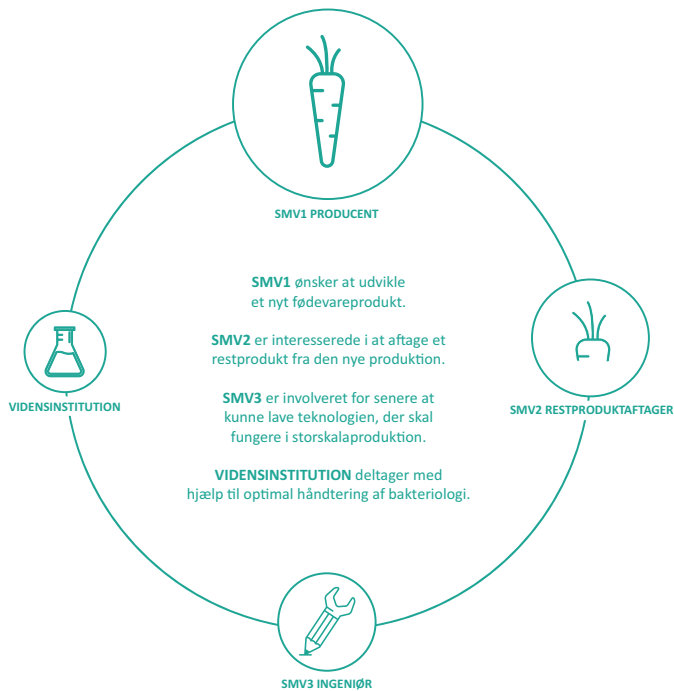 SMV1 PRODUCENT
SMV1 ønsker at udvikle
et nyt fødevareprodukt.
SMV2 er interesserede i at aftage et
restprodukt fra den nye produktion.
SMV3 er involveret for senere at
kunne lave teknologien, der skal
fungere i storskalaproduktion.
VIDENSINSTITUTION deltager med
hjælp til optimal håndtering af bakteriologi.
VIDENSINSTITUTION
SMV2 RESTPRODUKTAFTAGER
SMV3 INGENIØR